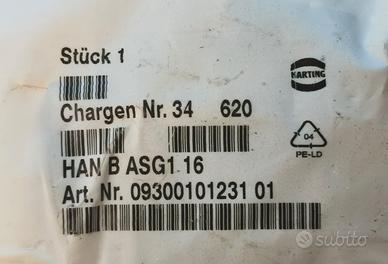 Stück 1
HARTING
Chargen Nr. 34 620
04
PE-LD
HAN B ASG1 16
Art. Nr. 09300101231 01
subito